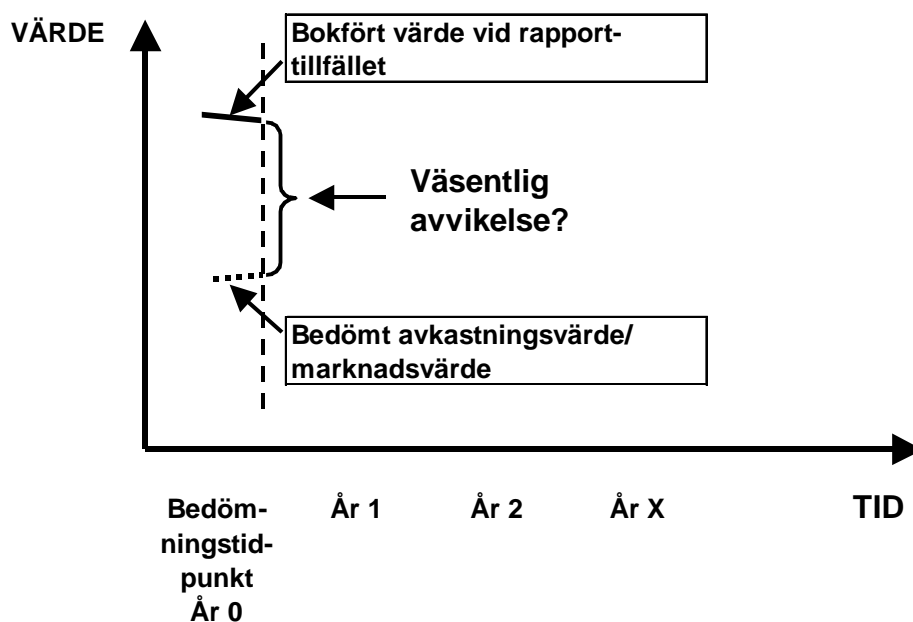 VÄRDE
Bokfört värde vid rapport-
tillfället
Väsentlig
avvikelse?
Bedömt avkastningsvärde/
marknadsvärde
Bedöm-
ningstid-
punkt
År 0
År 1
År 2
År X
TID